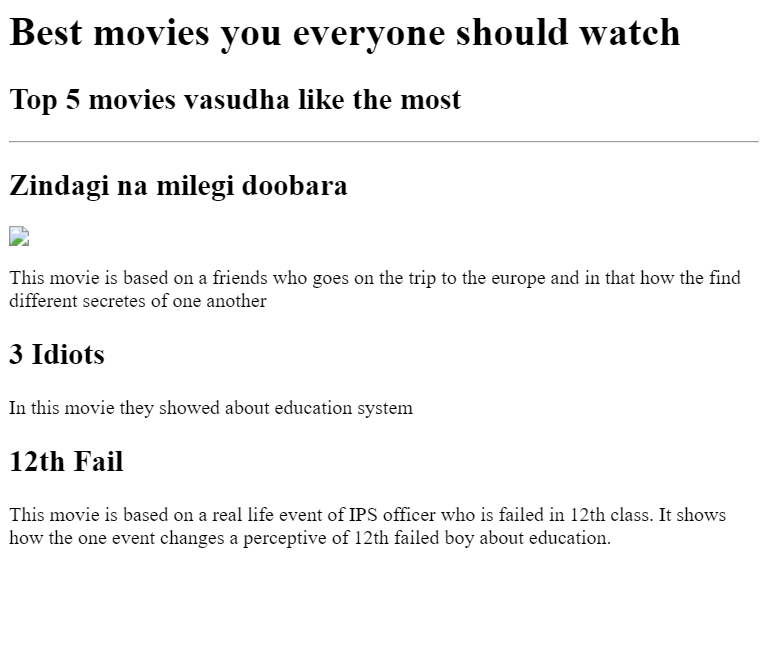 Best movies you everyone should watch
Top 5 movies vasudha like the most
Zindagi na milegi doobara
This movie is based on a friends who goes on the trip to the europe and in that how the find
different secretes of one another
3 Idiots
In this movie they showed about education system
12th Fail
This movie is based on a real life event of IPS officer who is failed in 12th class. It shows
how the one event changes a perceptive of 12th failed boy about education.